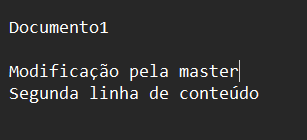 Documento1
Modificação pela master
Segunda linha de conteúdo